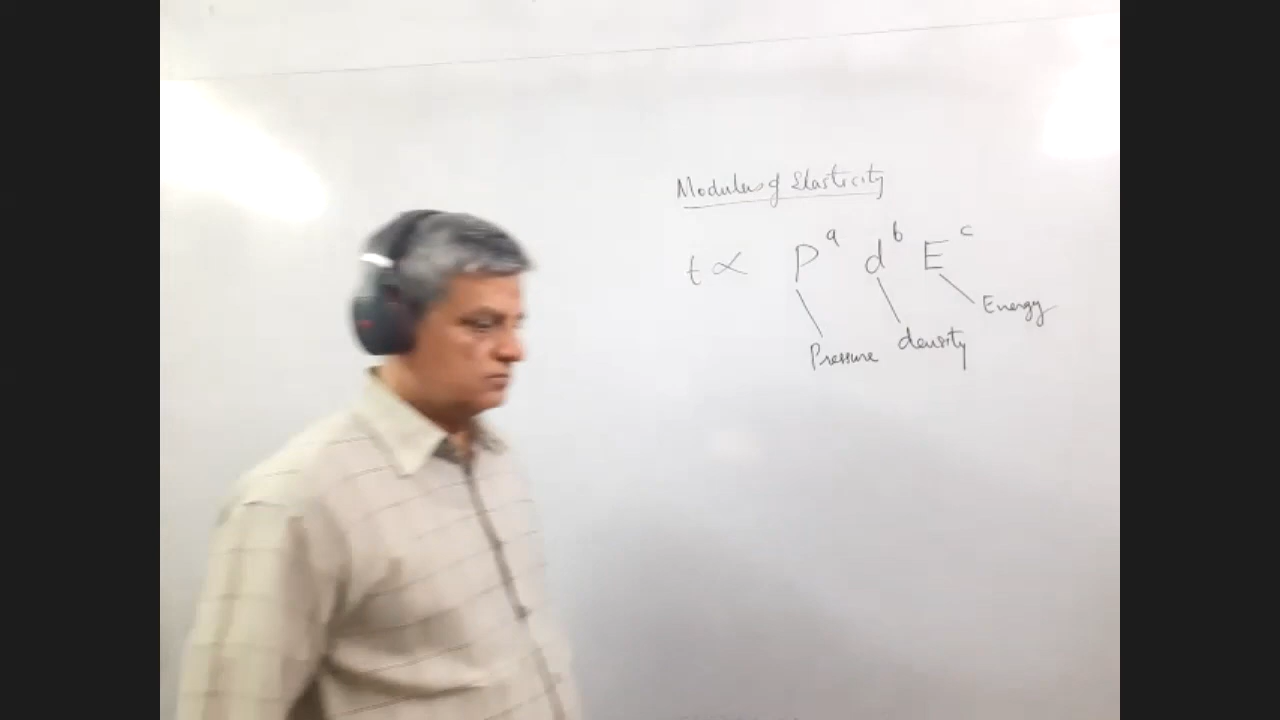 Modulus of Elasticity
t ∝ P^a d^b E^c
Energy
Pressure density